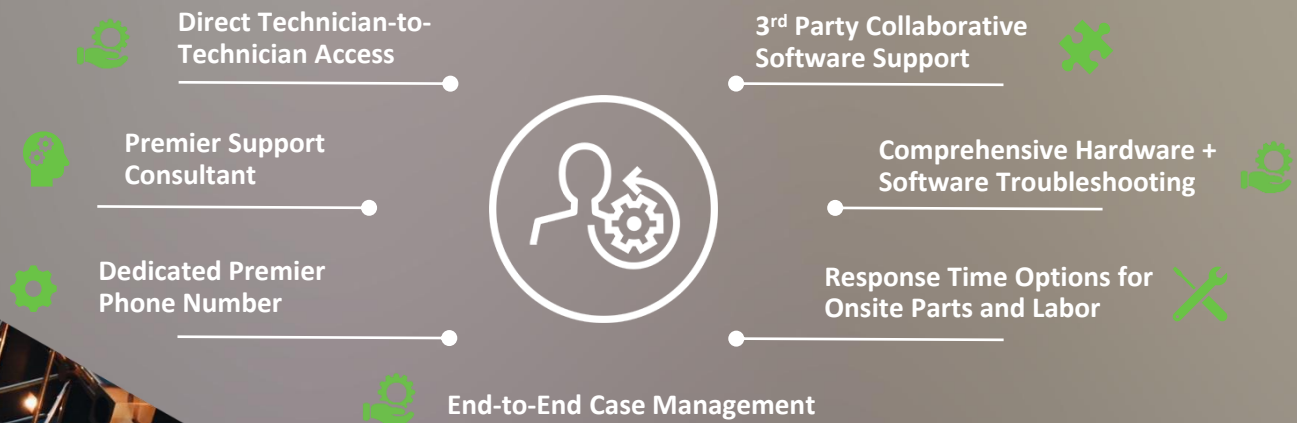 Direct Technician-to-
Technician Access
Premier Support
Consultant
Dedicated Premier
Phone Number
3rd Party Collaborative
Software Support
Comprehensive Hardware +
Software Troubleshooting
Response Time Options for
Onsite Parts and Labor
End-to-End Case Management